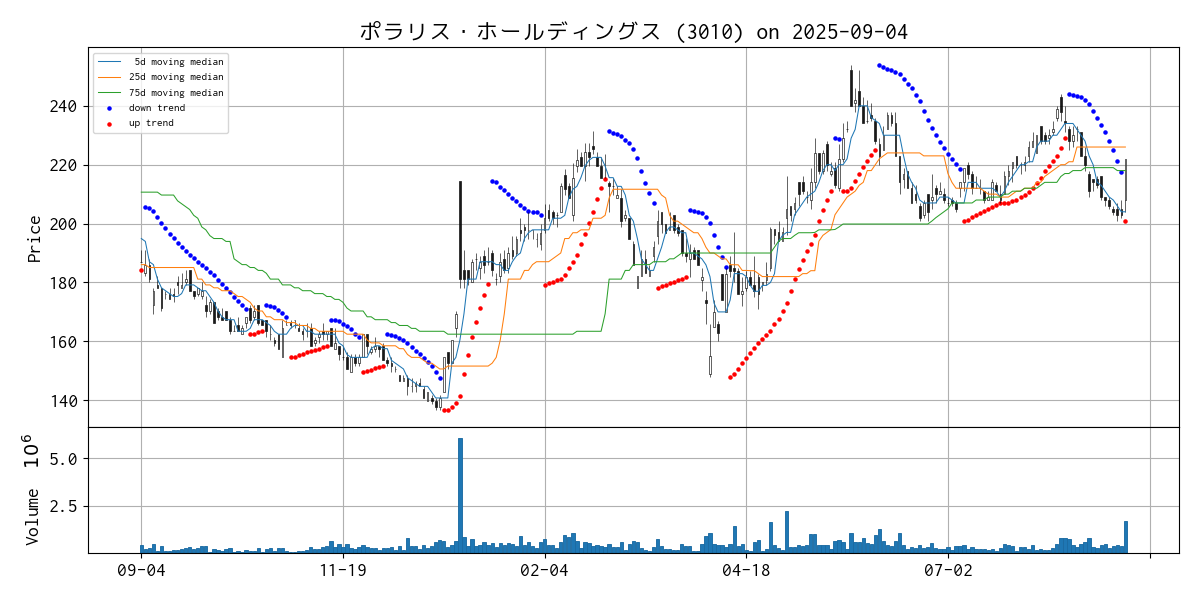 ポラリス・ホールディングス (3010) on 2025-09-04
5d moving median
25d moving median
75d moving median
down trend
up trend
Price
240
220
200
180
160
140
Volume 10^6
5.0
2.5
09-04
11-19
02-04
04-18
07-02